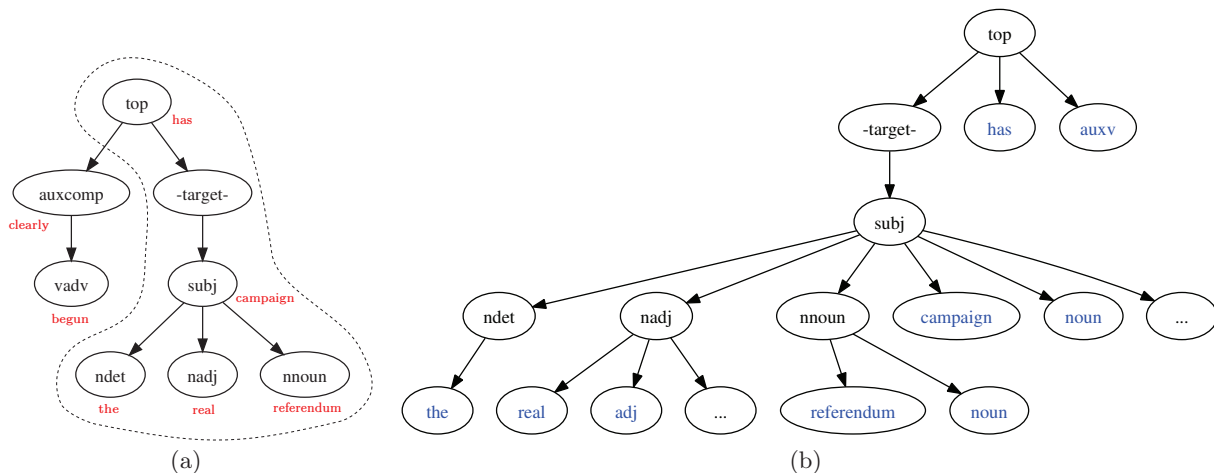 top
has
auxcomp
-target-
clearly
vadv
subj
begun
campaign
ndet
nadj
nnoun
the
real
referendum
(a)
top
-target-
has
auxv
subj
ndet
nadj
nnoun
campaign
noun
...
the
real
adj
...
referendum
noun
(b)